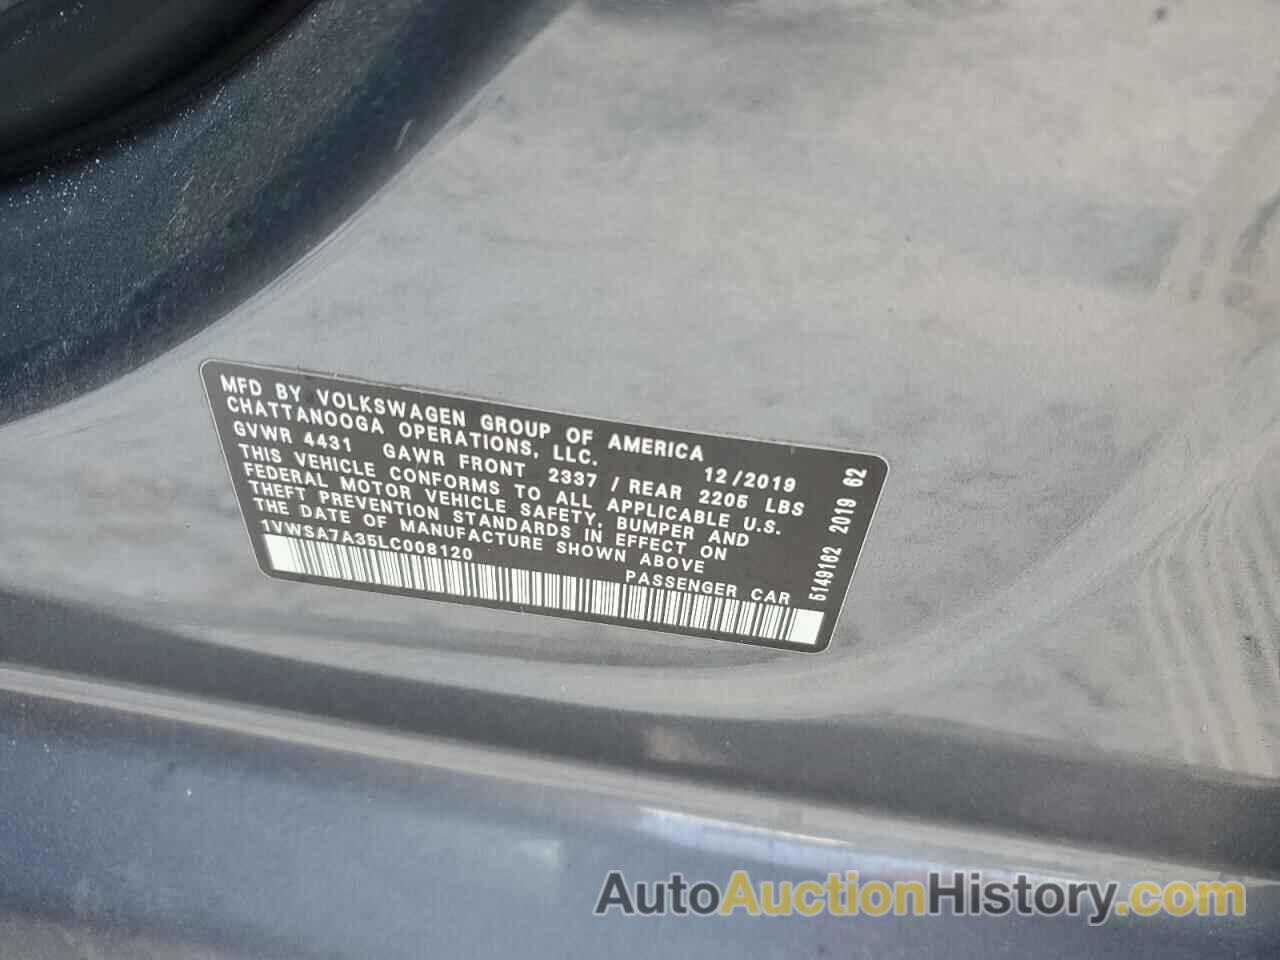 MFD BY VOLKSWAGEN GROUP OF AMERICA
CHATTANOOGA OPERATIONS, LLC. 12/2019
GVWR 4431 GAWR FRONT 2337 / REAR 2205 LBS
THIS VEHICLE CONFORMS TO ALL APPLICABLE U.S.
FEDERAL MOTOR VEHICLE SAFETY, BUMPER AND
THEFT PREVENTION STANDARDS IN EFFECT ON
THE DATE OF MANUFACTURE SHOWN ABOVE
1VWSA7A35LC008120 PASSENGER CAR
5149162 2019 62
AutoAuctionHistory.com